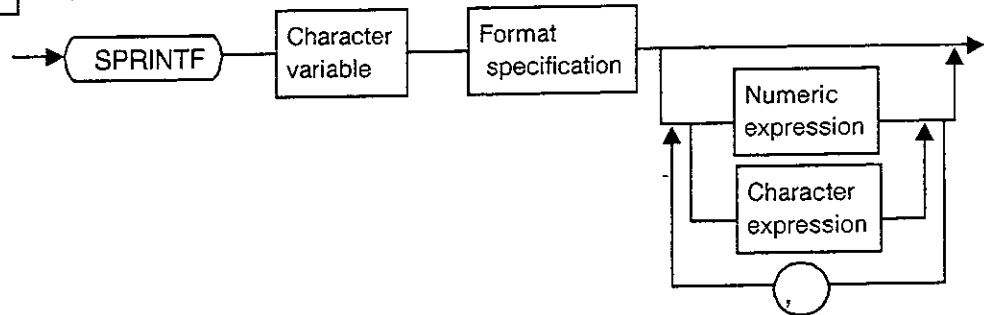 SPRINTF
Character
variable
Format
specification
Numeric
expression
Character
expression
,